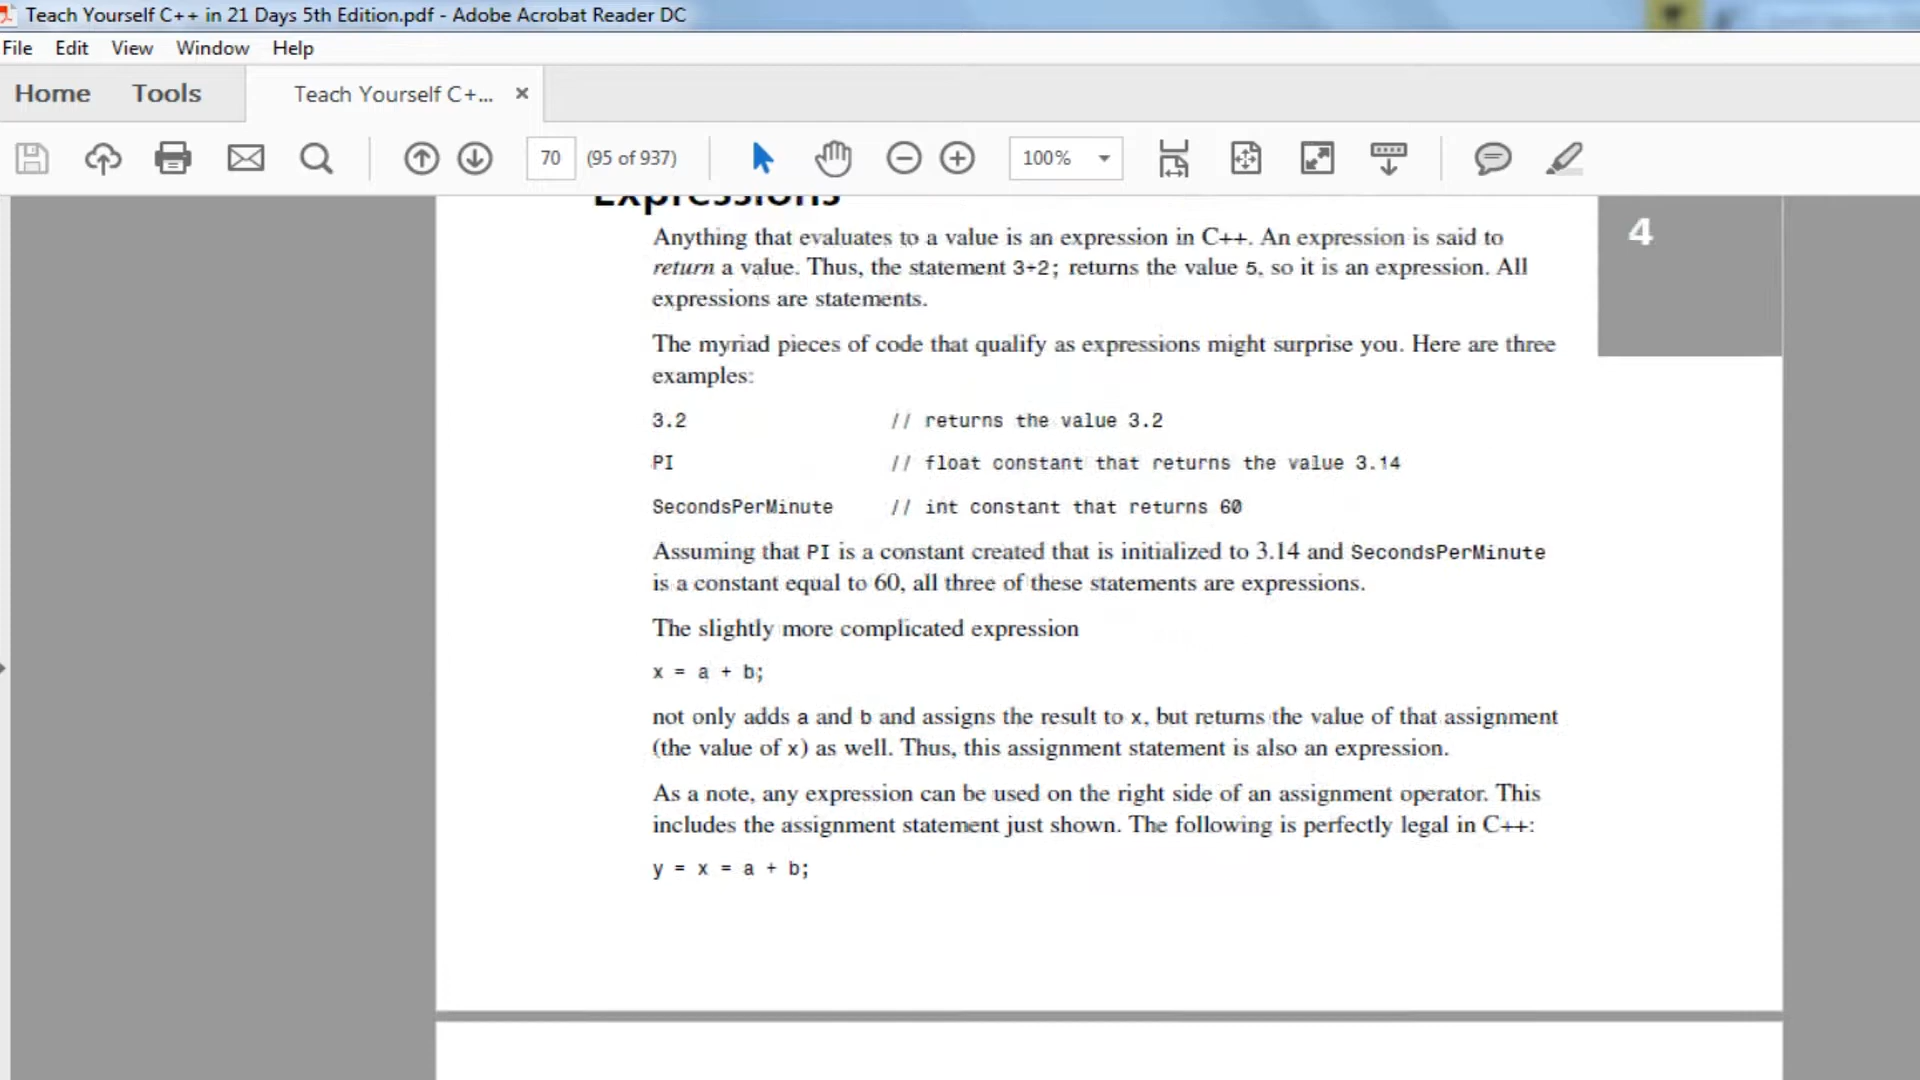 Teach Yourself C++ in 21 Days 5th Edition.pdf - Adobe Acrobat Reader DC
File Edit View Window Help
Home Tools Teach Yourself C+... ×
70 (95 of 937) 100%
Expressions
4
Anything that evaluates to a value is an expression in C++. An expression is said to
return a value. Thus, the statement 3+2; returns the value 5, so it is an expression. All
expressions are statements.
The myriad pieces of code that qualify as expressions might surprise you. Here are three
examples:
3.2 // returns the value 3.2
PI // float constant that returns the value 3.14
SecondsPerMinute // int constant that returns 60
Assuming that PI is a constant created that is initialized to 3.14 and SecondsPerMinute
is a constant equal to 60, all three of these statements are expressions.
The slightly more complicated expression
x = a + b;
not only adds a and b and assigns the result to x, but returns the value of that assignment
(the value of x) as well. Thus, this assignment statement is also an expression.
As a note, any expression can be used on the right side of an assignment operator. This
includes the assignment statement just shown. The following is perfectly legal in C++:
y = x = a + b;